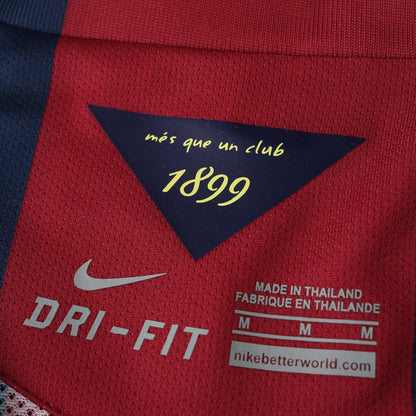 més que un club
1899
DRI-FIT
MADE IN THAILAND
FABRIQUE EN THAILANDE
M M M
nikebetterworld.com